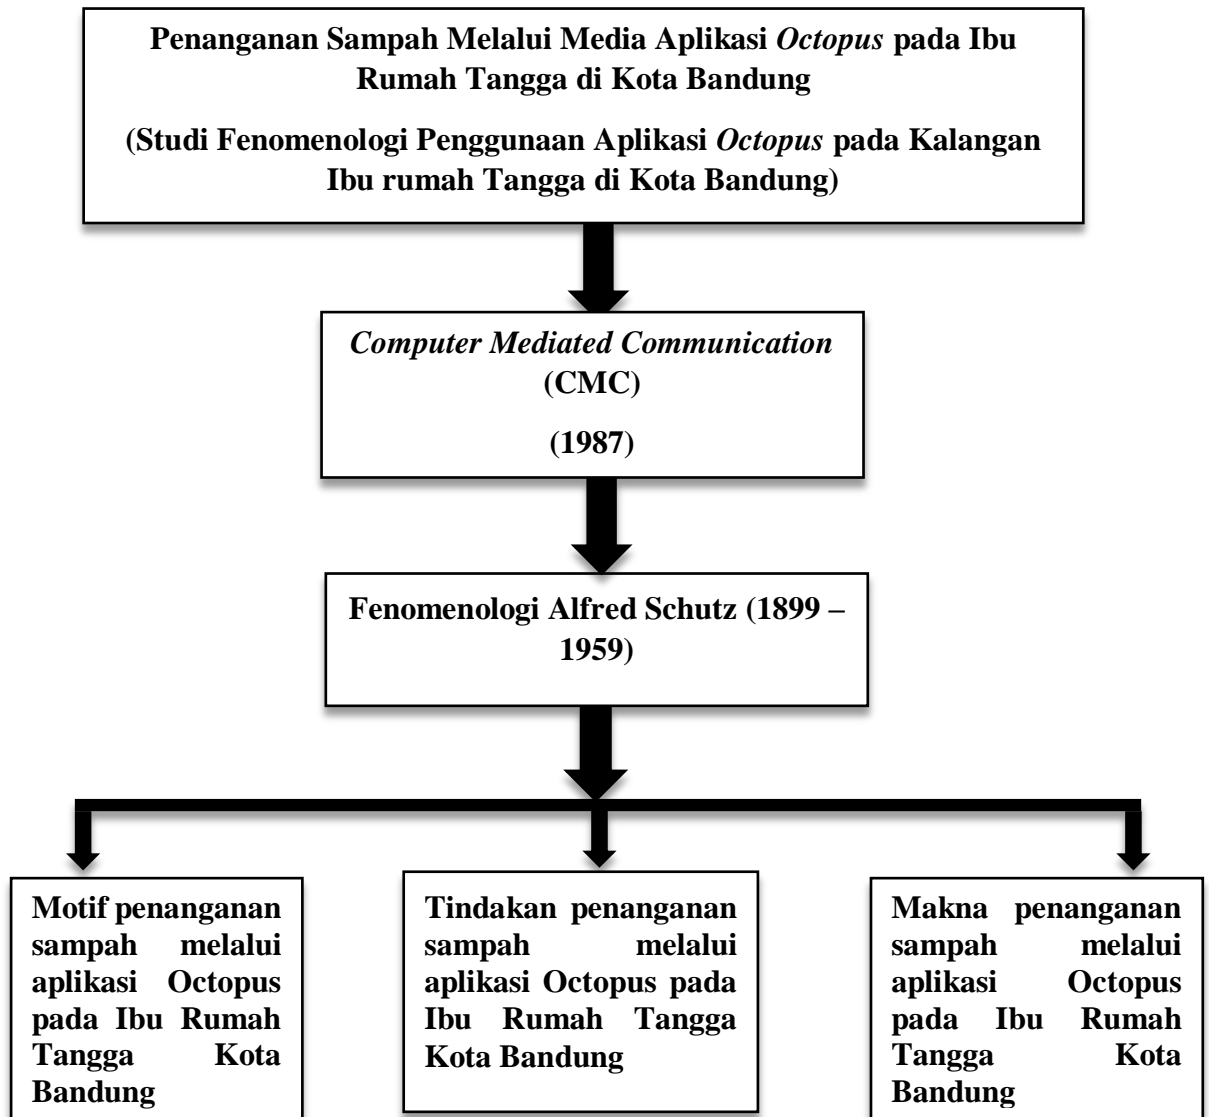 Penanganan Sampah Melalui Media Aplikasi Octopus pada Ibu
Rumah Tangga di Kota Bandung
(Studi Fenomenologi Penggunaan Aplikasi Octopus pada Kalangan
Ibu rumah Tangga di Kota Bandung)
Computer Mediated Communication
(CMC)
(1987)
Fenomenologi Alfred Schutz (1899 –
1959)
Motif penanganan
sampah melalui
aplikasi Octopus
pada Ibu Rumah
Tangga Kota
Bandung
Tindakan penanganan
sampah melalui
aplikasi Octopus pada
Ibu Rumah Tangga
Kota Bandung
Makna penanganan
sampah melalui
aplikasi Octopus
pada Ibu Rumah
Tangga Kota
Bandung